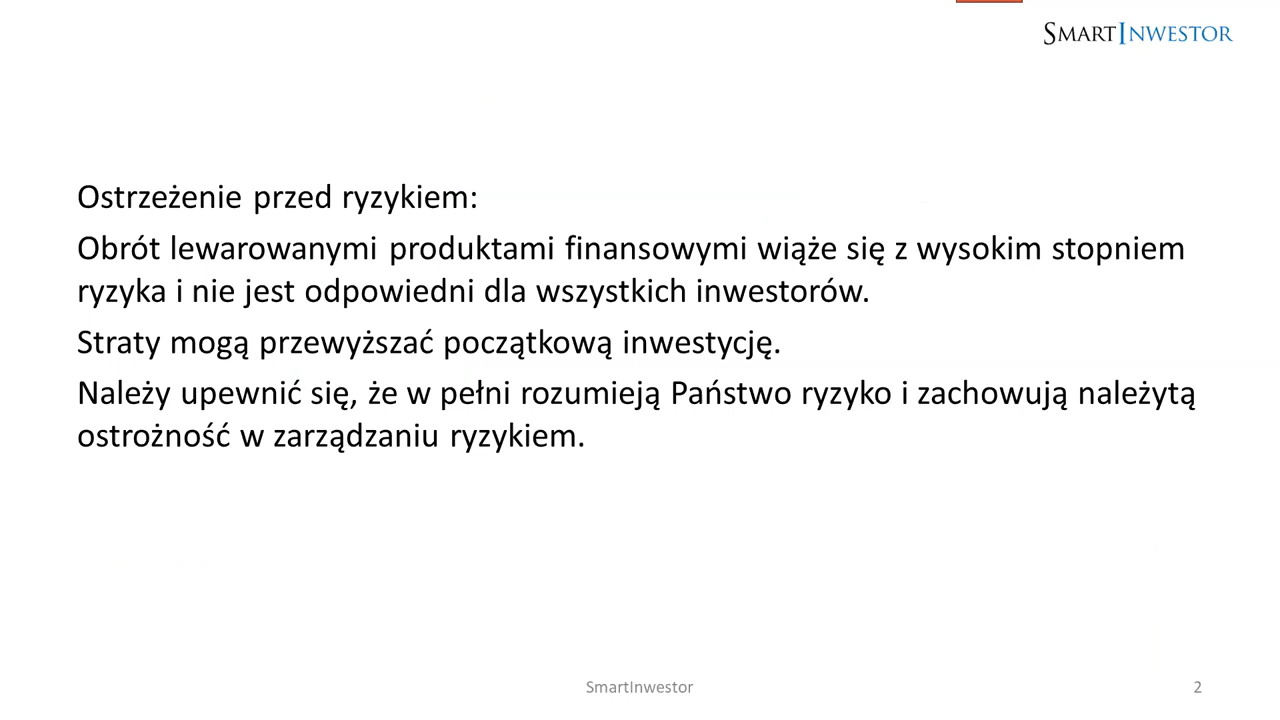 SMARTINWESTOR
Ostrzeżenie przed ryzykiem:
Obrót lewarowanymi produktami finansowymi wiąże się z wysokim stopniem
ryzyka i nie jest odpowiedni dla wszystkich inwestorów.
Straty mogą przewyższać początkową inwestycję.
Należy upewnić się, że w pełni rozumieją Państwo ryzyko i zachowują należytą
ostrożność w zarządzaniu ryzykiem.
SmartInwestor
2